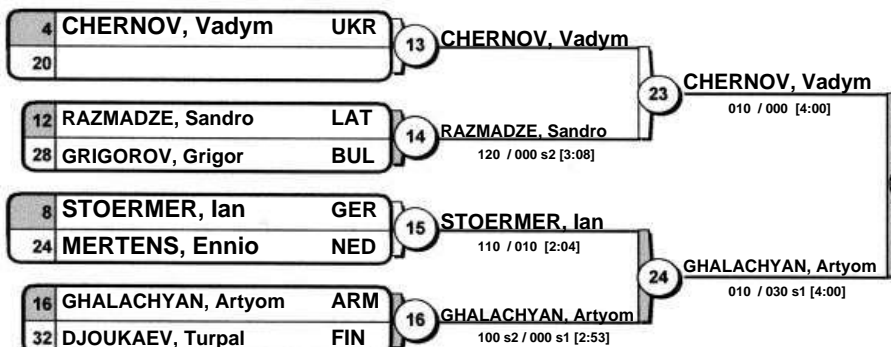 4 CHERNOV, Vadym UKR
20
13
CHERNOV, Vadym
12 RAZMADZE, Sandro LAT
28 GRIGOROV, Grigor BUL
14
RAZMADZE, Sandro
120 / 000 s2 [3:08]
23
CHERNOV, Vadym
010 / 000 [4:00]
8 STOERMER, Ian GER
24 MERTENS, Ennio NED
15
STOERMER, Ian
110 / 010 [2:04]
16 GHALACHYAN, Artyom ARM
32 DJOUKAEV, Turpal FIN
16
GHALACHYAN, Artyom
100 s2 / 000 s1 [2:53]
24
GHALACHYAN, Artyom
010 / 030 s1 [4:00]